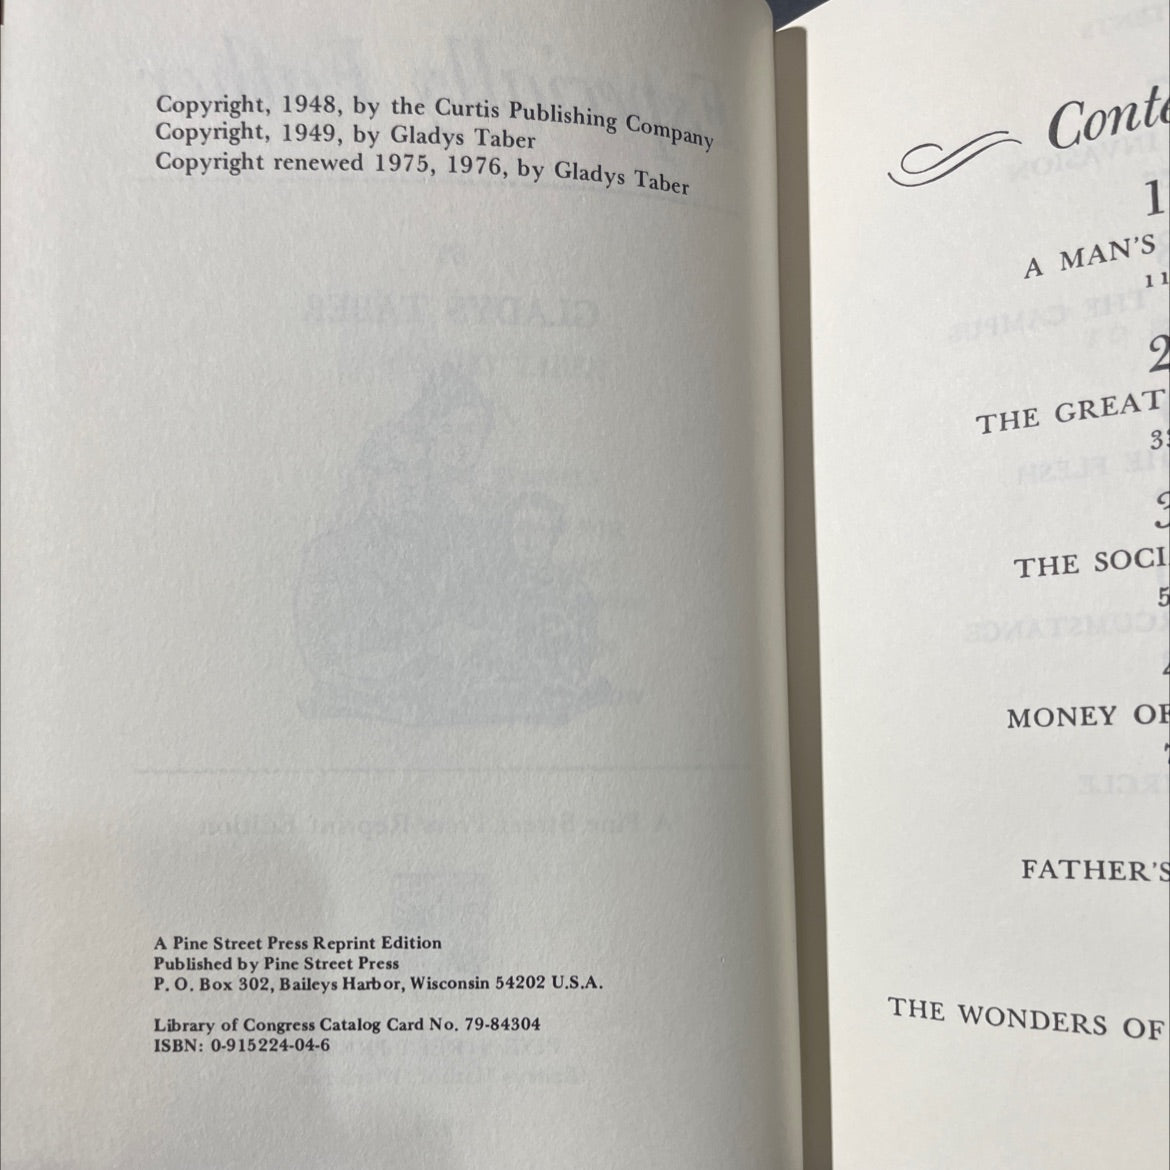 Copyright, 1948, by the Curtis Publishing Company
Copyright, 1949, by Gladys Taber
Copyright renewed 1975, 1976, by Gladys Taber
A Pine Street Press Reprint Edition
Published by Pine Street Press
P. O. Box 302, Baileys Harbor, Wisconsin 54202 U.S.A.
Library of Congress Catalog Card No. 79-84304
ISBN: 0-915224-04-6
1
A MAN'S
11
2
THE GREAT
3
THE
5
MONEY
FATHER'S
THE WONDERS OF